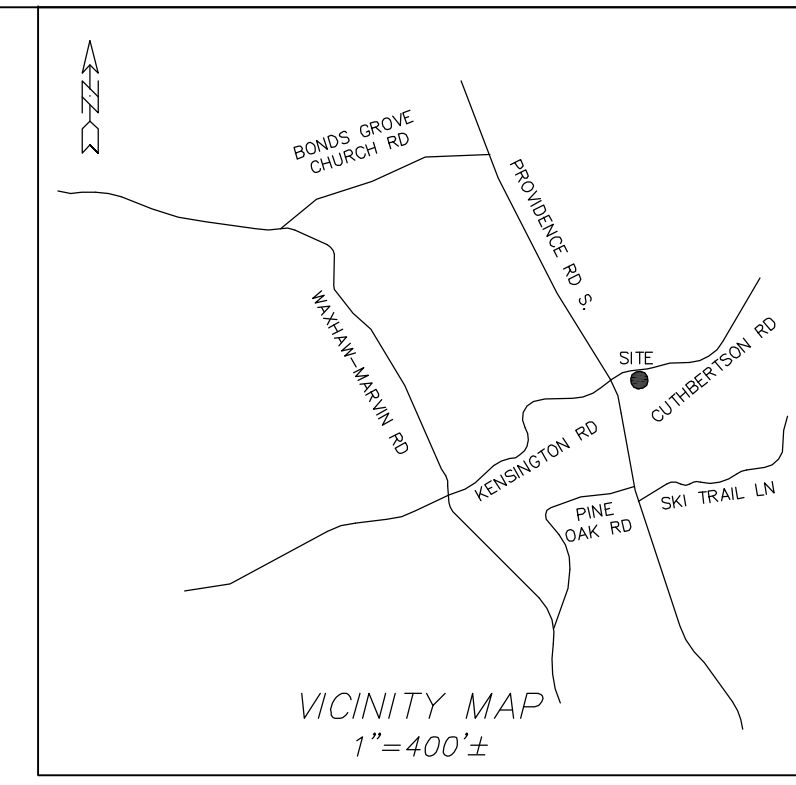 N
BONDS GROVE
CHURCH RD
PROVIDENCE RD S.
WAXHAW-MARVIN RD
SITE
CUTHBERTSON RD
KENSINGTON RD
PINE
OAK RD
SKI TRAIL LN
VICINITY MAP
1"=400'±